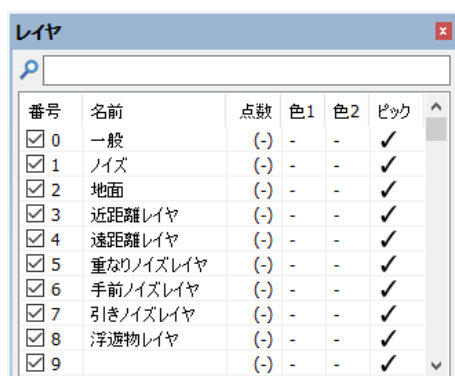 レイヤ
番号 名前 点数 色1 色2 ピック
0 一般 (-) - - ✓
1 ノイズ (-) - - ✓
2 地面 (-) - - ✓
3 近距離レイヤ (-) - - ✓
4 遠距離レイヤ (-) - - ✓
5 重なりノイズレイヤ (-) - - ✓
6 手前ノイズレイヤ (-) - - ✓
7 引きノイズレイヤ (-) - - ✓
8 浮遊物レイヤ (-) - - ✓
9 (-) - - ✓